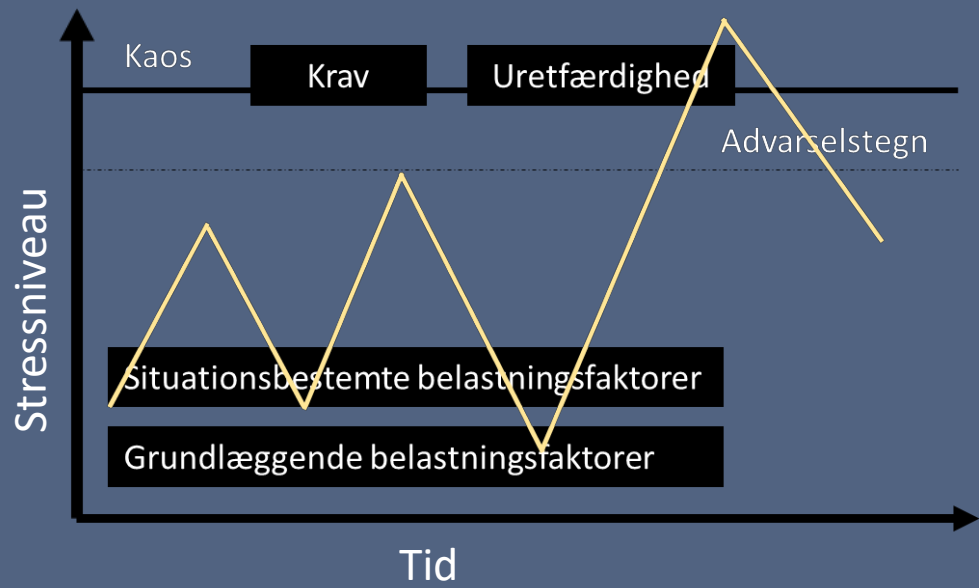 Kaos
Krav
Uretfærdighed
Advarselstegn
Stressniveau
Situationsbestemte belastningsfaktorer
Grundlæggende belastningsfaktorer
Tid